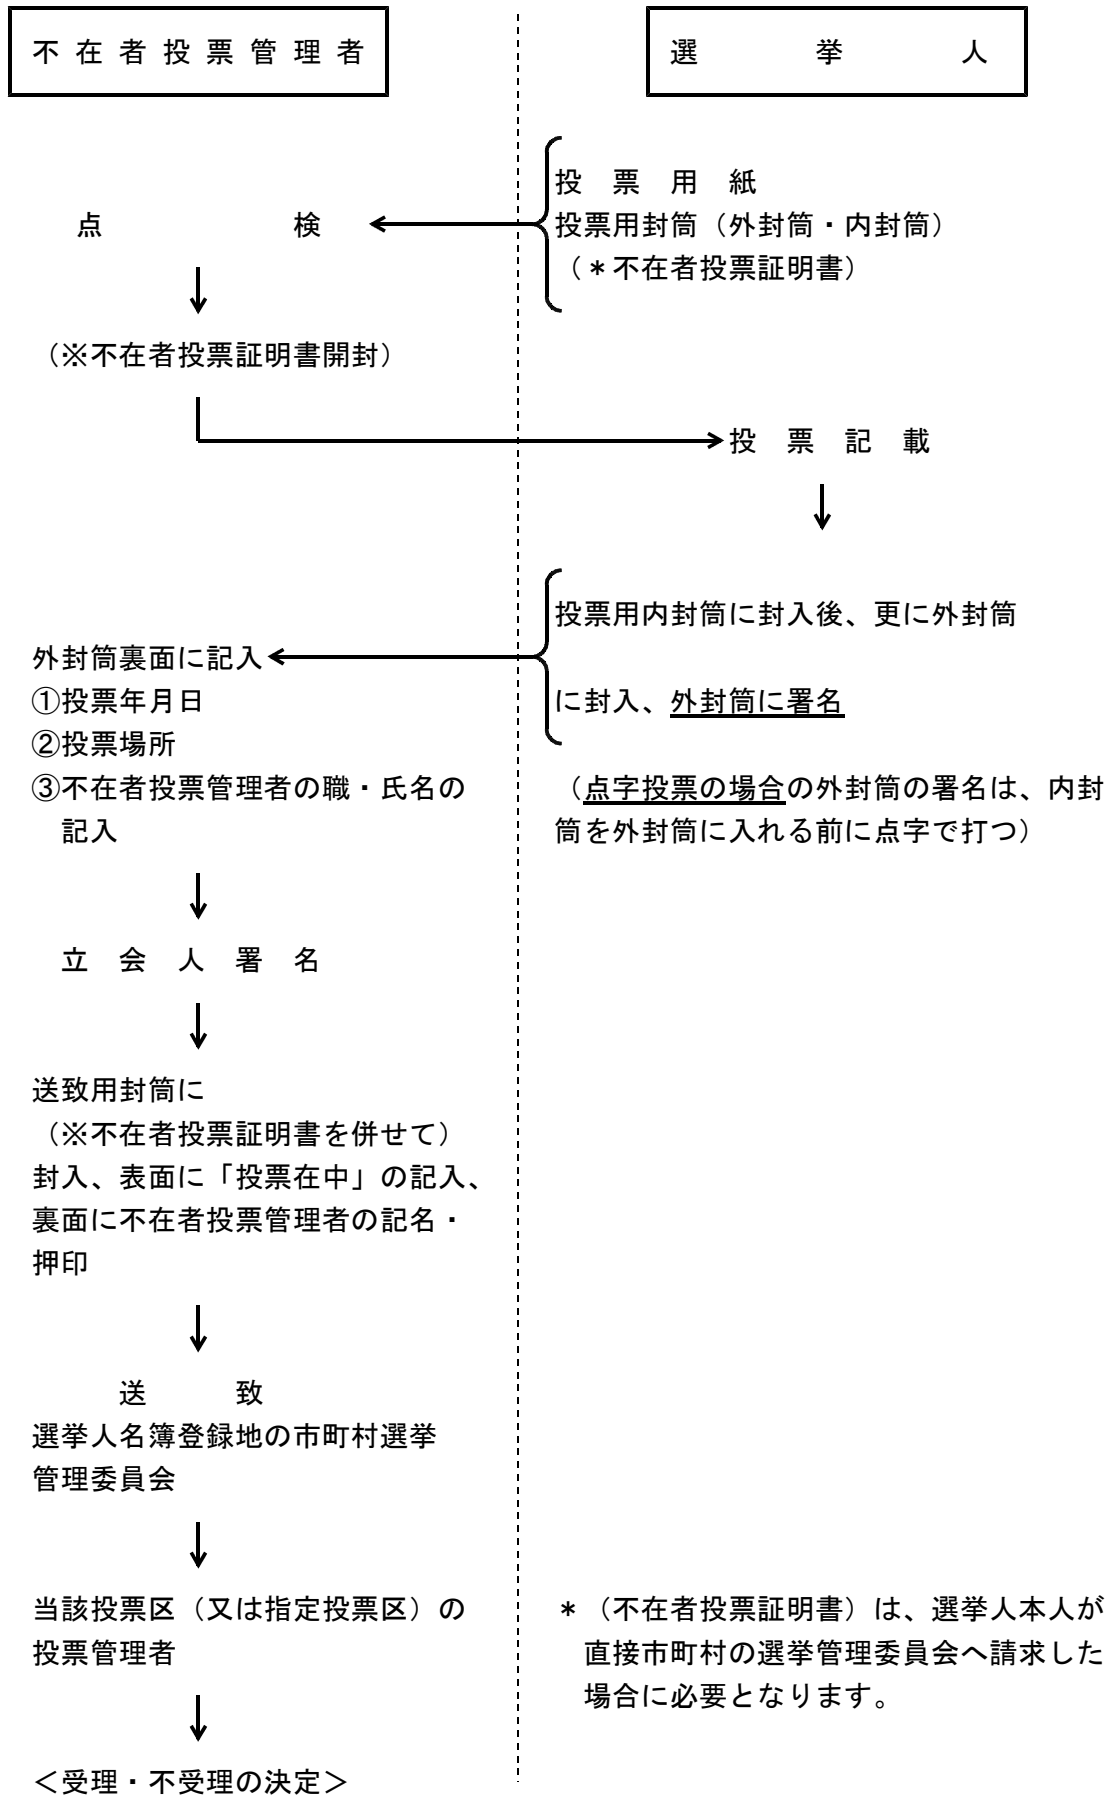 不在者投票管理者
選挙人
投票用紙
投票用封筒（外封筒・内封筒）
（＊不在者投票証明書）
点検
（※不在者投票証明書開封）
投票記載
投票用内封筒に封入後、更に外封筒
に封入、外封筒に署名
（点字投票の場合の外封筒の署名は、内封
筒を外封筒に入れる前に点字で打つ）
外封筒裏面に記入
①投票年月日
②投票場所
③不在者投票管理者の職・氏名の
記入
立会人署名
送致用封筒に
（※不在者投票証明書を併せて）
封入、表面に「投票在中」の記入、
裏面に不在者投票管理者の記名・
押印
送致
選挙人名簿登録地の市町村選挙
管理委員会
当該投票区（又は指定投票区）の
投票管理者
＜受理・不受理の決定＞
＊（不在者投票証明書）は、選挙人本人が
直接市町村の選挙管理委員会へ請求した
場合に必要となります。